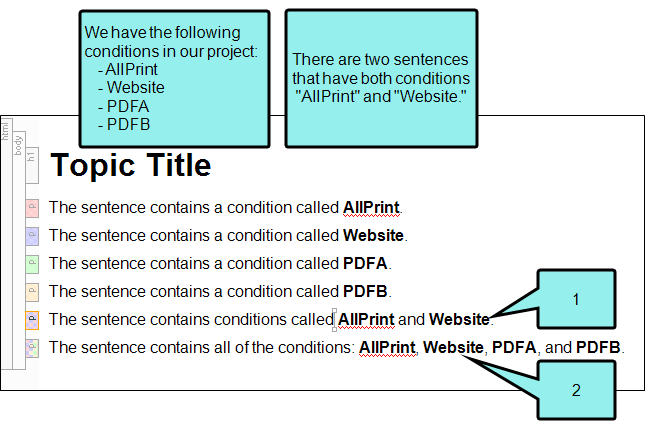 We have the following
conditions in our project:
- AllPrint
- Website
- PDFA
- PDFB
There are two sentences
that have both conditions
"AllPrint" and "Website."
html
body
h1
Topic Title
p
The sentence contains a condition called AllPrint.
p
The sentence contains a condition called Website.
p
The sentence contains a condition called PDFA.
p
The sentence contains a condition called PDFB.
p
The sentence contains conditions called AllPrint and Website.
1
p
The sentence contains all of the conditions: AllPrint, Website, PDFA, and PDFB.
2